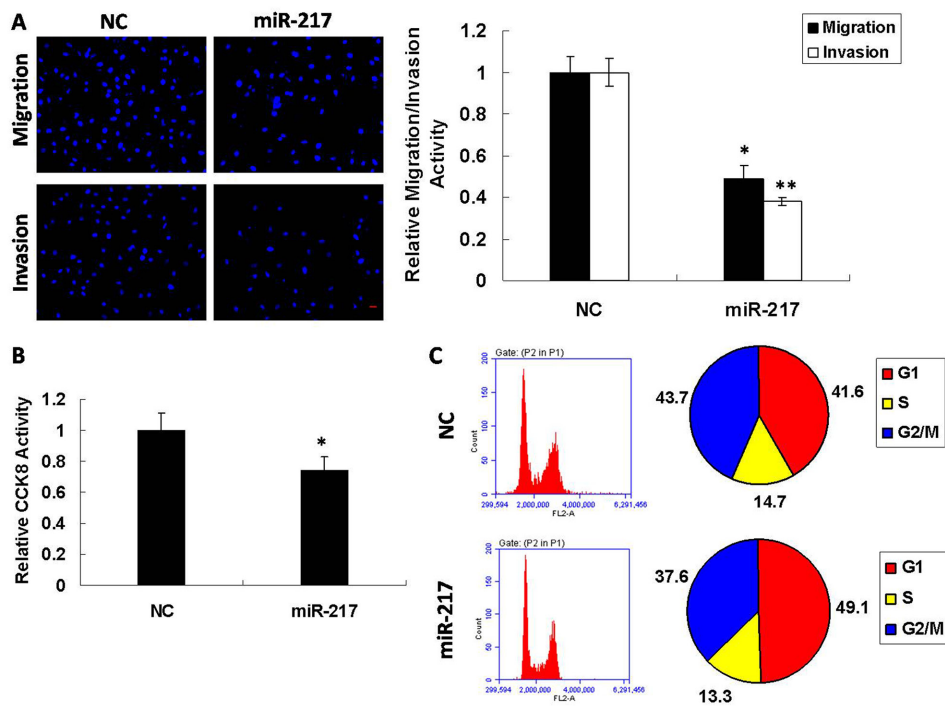 A
NC
miR-217
Migration
Invasion
Relative Migration/Invasion
Activity
1.2
1
0.8
0.6
0.4
0.2
0
Migration
Invasion
*
**
NC
miR-217
B
Relative CCK8 Activity
1.2
1
0.8
0.6
0.4
0.2
0
*
NC
miR-217
C
NC
Gate: (P2 in P1)
Count
200
150
100
50
0
299,594
2,000,000
4,000,000
6,291,456
FL2-A
43.7
41.6
14.7
G1
S
G2/M
miR-217
Gate: (P2 in P1)
Count
200
150
100
50
0
299,594
2,000,000
4,000,000
6,291,456
FL2-A
37.6
49.1
13.3
G1
S
G2/M